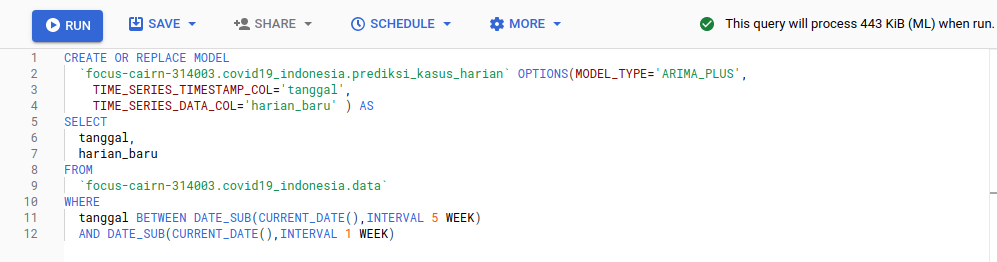 RUN SAVE SHARE SCHEDULE MORE This query will process 443 KiB (ML) when run.
1 CREATE OR REPLACE MODEL
2 `focus-cairn-314003.covid19_indonesia.prediksi_kasus_harian` OPTIONS(MODEL_TYPE='ARIMA_PLUS',
3 TIME_SERIES_TIMESTAMP_COL='tanggal',
4 TIME_SERIES_DATA_COL='harian_baru' ) AS
5 SELECT
6 tanggal,
7 harian_baru
8 FROM
9 `focus-cairn-314003.covid19_indonesia.data`
10 WHERE
11 tanggal BETWEEN DATE_SUB(CURRENT_DATE(),INTERVAL 5 WEEK)
12 AND DATE_SUB(CURRENT_DATE(),INTERVAL 1 WEEK)